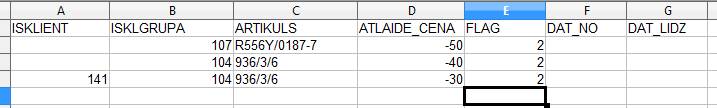 A B C D E F G
ISKLIENT ISKLGRUPA ARTIKULS ATLAIDE_CENA FLAG DAT_NO DAT_LIDZ
107 R556Y/0187-7 -50 2
104 936/3/6 -40 2
141 104 936/3/6 -30 2